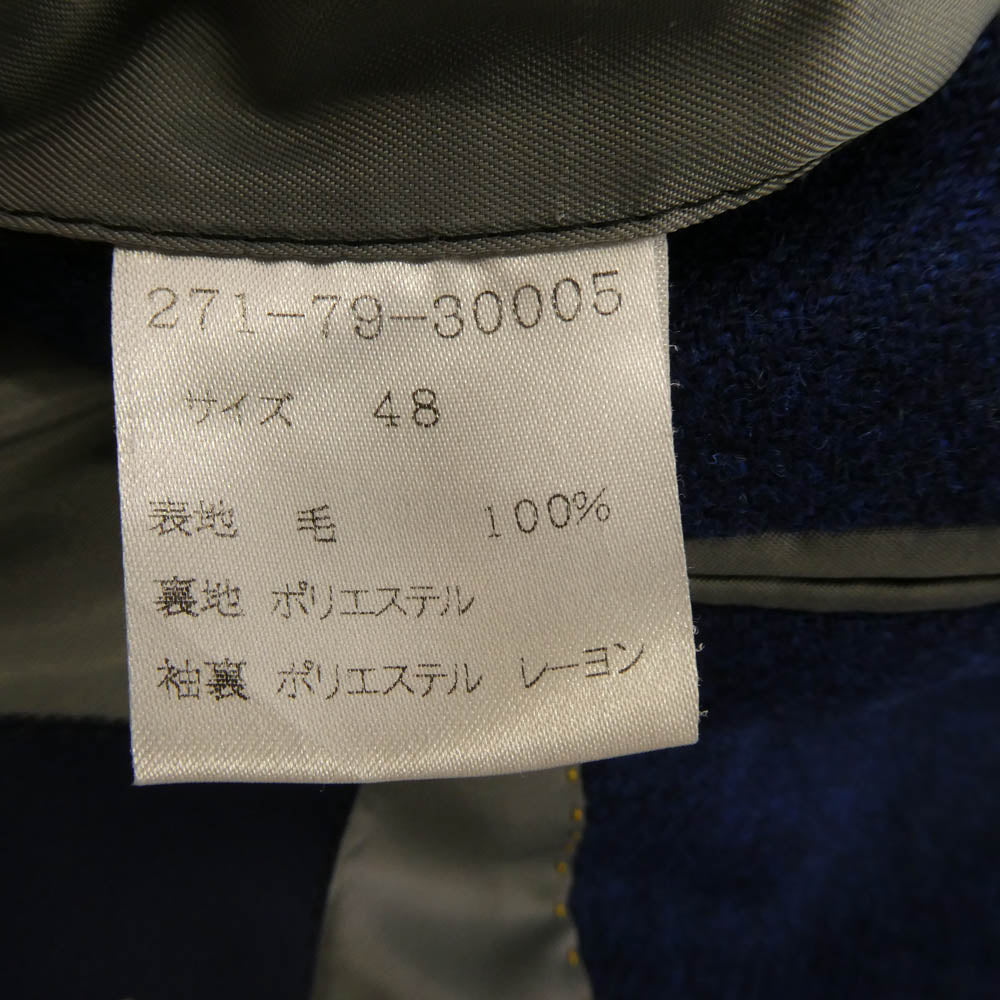 271-79-30005
サイズ 48
表地 毛 100%
裏地 ポリエステル
袖裏 ポリエステル レーヨン